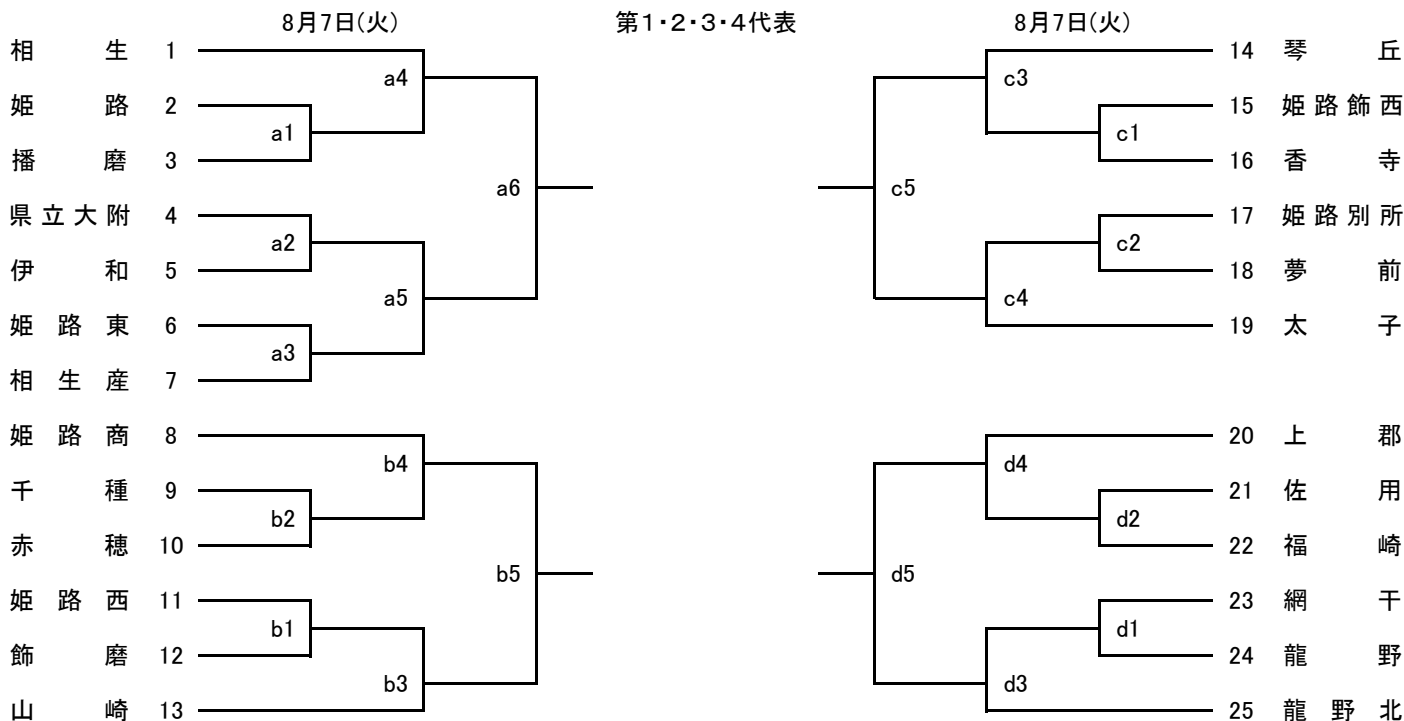 8月7日(火) 第1・2・3・4代表 8月7日(火)
相生 1 14 琴丘
a4 c3
姫路 2 15 姫路飾西
a1 c1
播磨 3 16 香寺
a6 c5
県立大附 4 17 姫路別所
a2 c2
伊和 5 18 夢前
a5 c4
姫路東 6 19 太子
a3
相生産 7
姫路商 8 20 上郡
b4 d4
千種 9 21 佐用
b2 d2
赤穂 10 22 福崎
b5 d5
姫路西 11 23 網干
b1 d1
飾磨 12 24 龍野
b3 d3
山崎 13 25 龍野北